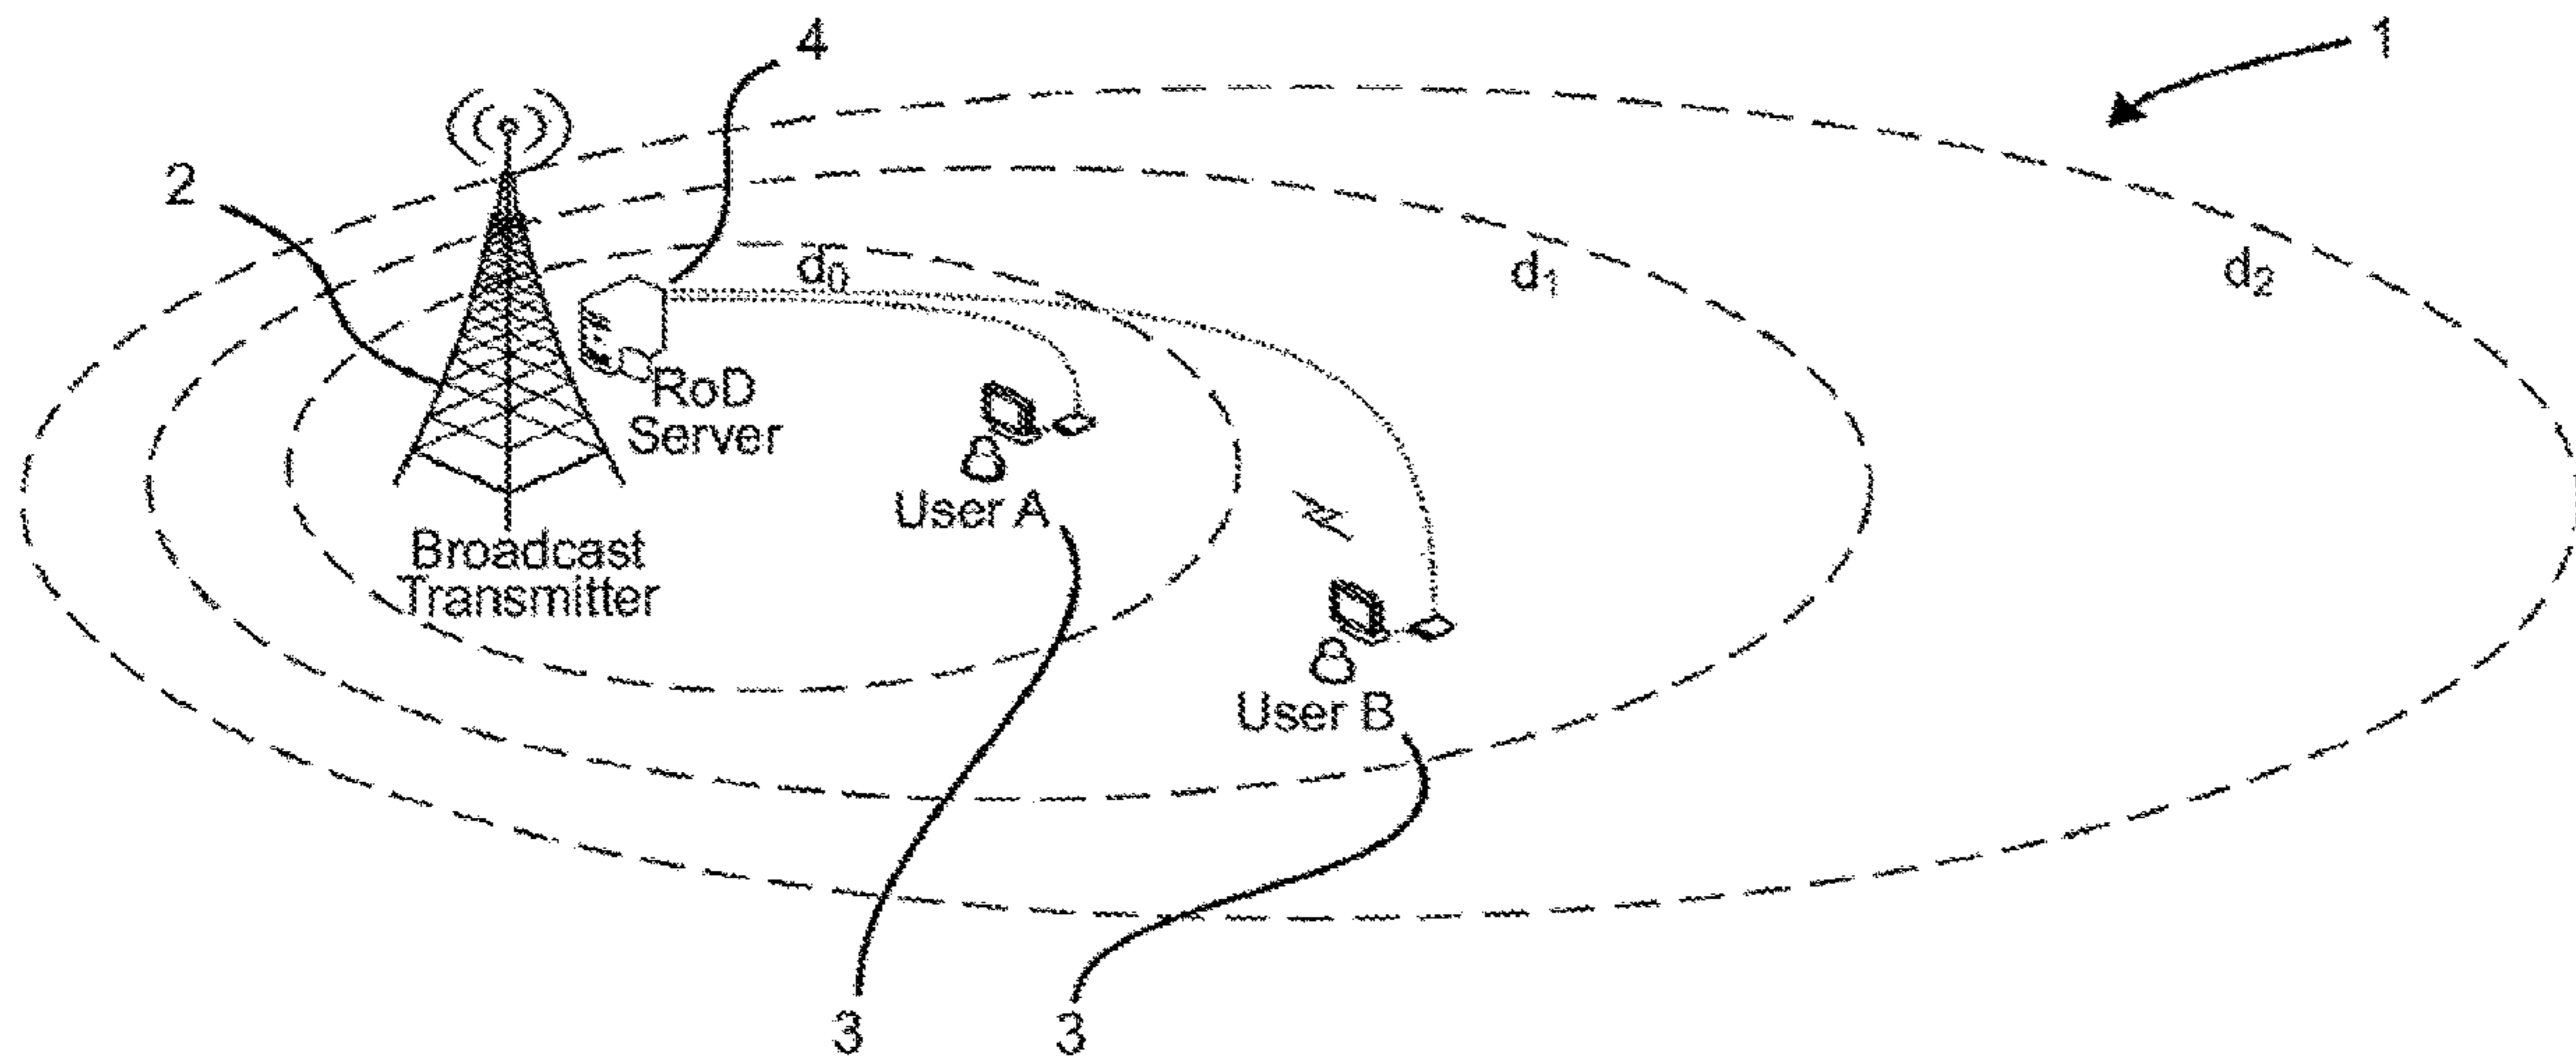 4
1
2
d₀
d₁
d₂
RoD
Server
User A
Broadcast
Transmitter
User B
3
3